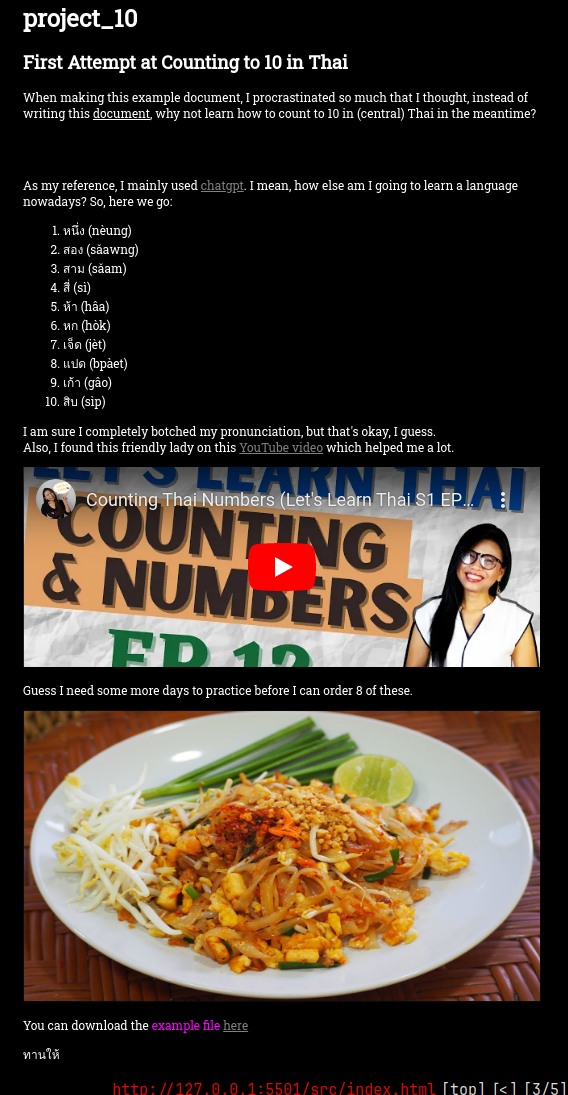 project_10
First Attempt at Counting to 10 in Thai
When making this example document, I procrastinated so much that I thought, instead of
writing this document, why not learn how to count to 10 in (central) Thai in the meantime?
As my reference, I mainly used chatgpt. I mean, how else am I going to learn a language
nowadays? So, here we go:
1. หนึ่ง (nèung)
2. สอง (sǎawng)
3. สาม (sǎam)
4. สี่ (sì)
5. ห้า (hâa)
6. หก (hòk)
7. เจ็ด (jèt)
8. แปด (bpàet)
9. เก้า (gâo)
10. สิบ (sìp)
I am sure I completely botched my pronunciation, but that's okay, I guess.
Also, I found this friendly lady on this YouTube video which helped me a lot.
LET'S LEARN THAI
Counting Thai Numbers (Let's Learn Thai S1 EP...
COUNTING
& NUMBERS
EP 12
Guess I need some more days to practice before I can order 8 of these.
You can download the example file here
ทานให้
http://127.0.0.1:5501/src/index.html [top] [<] [3/5]